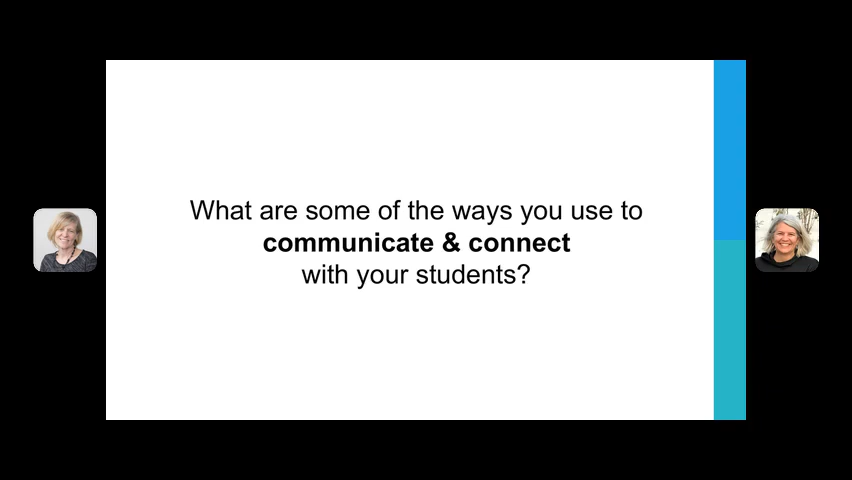 What are some of the ways you use to
communicate & connect
with your students?